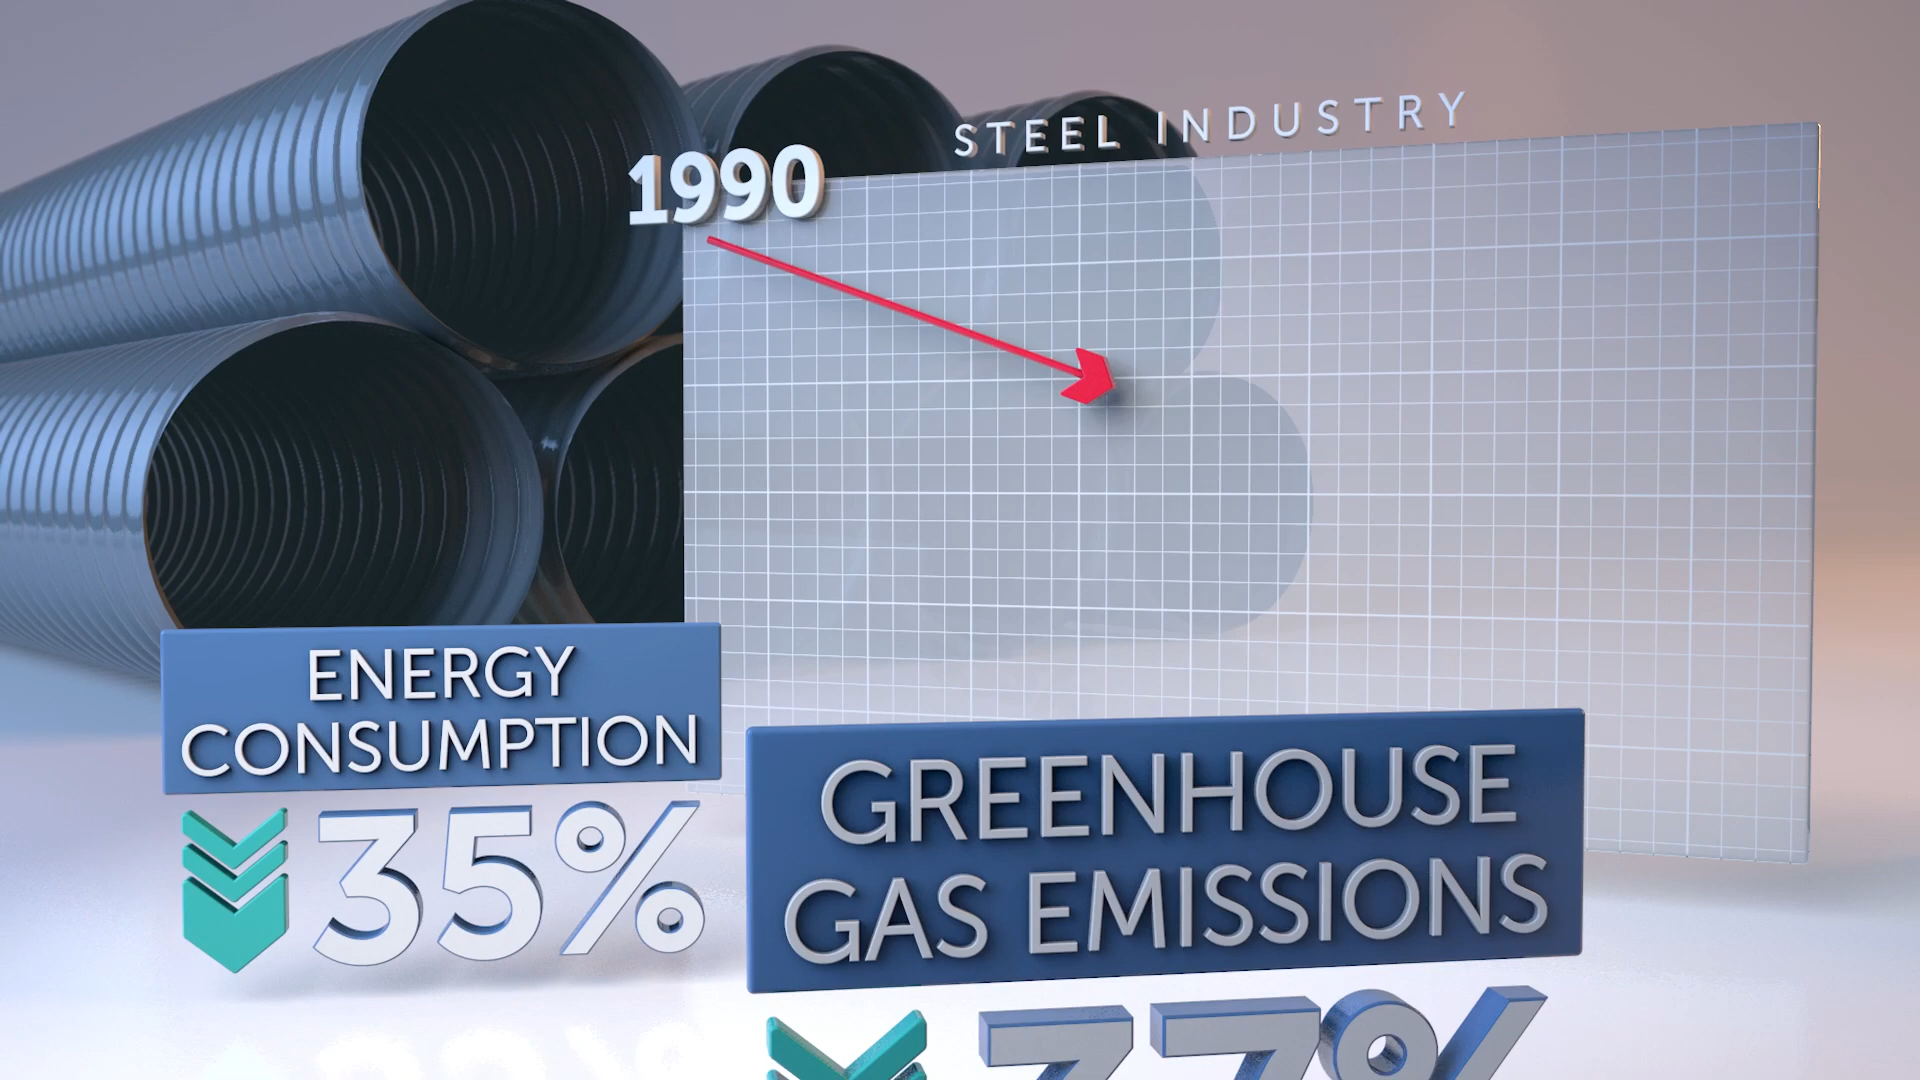 STEEL INDUSTRY
1990
ENERGY
CONSUMPTION
35%
GREENHOUSE
GAS EMISSIONS